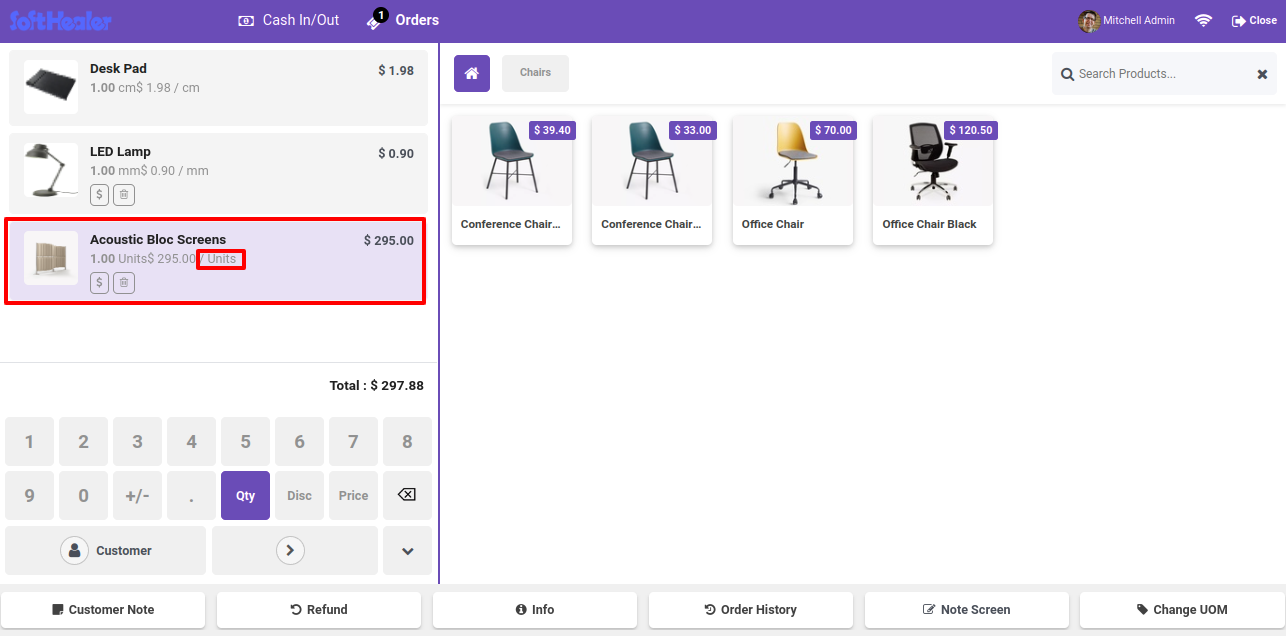 SoftHealer
Cash In/Out
1
Orders
Mitchell Admin
Close
Desk Pad
$ 1.98
1.00 cm$ 1.98 / cm
LED Lamp
$ 0.90
1.00 mm$ 0.90 / mm
$
Acoustic Bloc Screens
$ 295.00
1.00 Units$ 295.00 / Units
$
Total : $ 297.88
1 2 3 4 5 6 7 8
9 0 +/- . Qty Disc Price
Customer
Chairs
Search Products...
$ 39.40
Conference Chair...
$ 33.00
Conference Chair...
$ 70.00
Office Chair
$ 120.50
Office Chair Black
Customer Note
Refund
Info
Order History
Note Screen
Change UOM